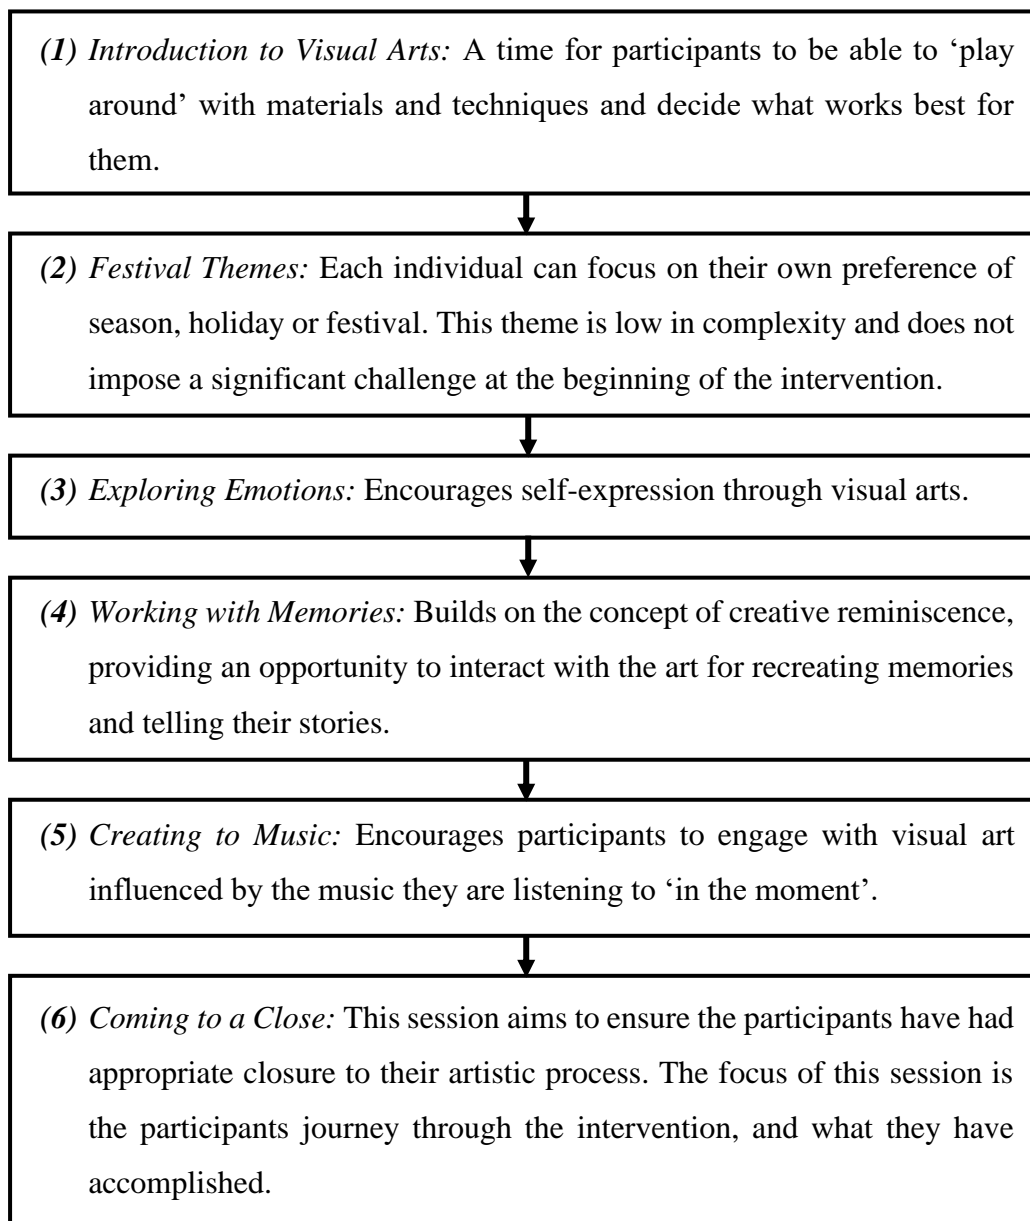 (1) Introduction to Visual Arts: A time for participants to be able to ‘play
around’ with materials and techniques and decide what works best for
them.
(2) Festival Themes: Each individual can focus on their own preference of
season, holiday or festival. This theme is low in complexity and does not
impose a significant challenge at the beginning of the intervention.
(3) Exploring Emotions: Encourages self-expression through visual arts.
(4) Working with Memories: Builds on the concept of creative reminiscence,
providing an opportunity to interact with the art for recreating memories
and telling their stories.
(5) Creating to Music: Encourages participants to engage with visual art
influenced by the music they are listening to ‘in the moment’.
(6) Coming to a Close: This session aims to ensure the participants have had
appropriate closure to their artistic process. The focus of this session is
the participants journey through the intervention, and what they have
accomplished.